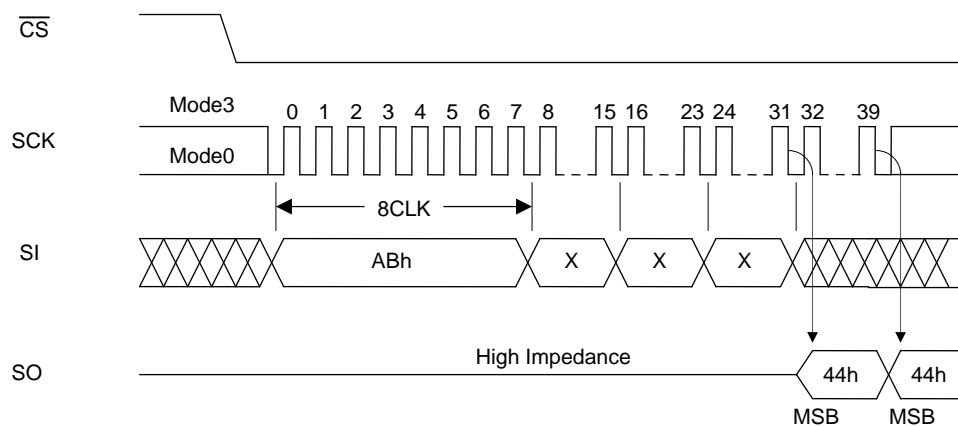 CS
Mode3
0 1 2 3 4 5 6 7 8 15 16 23 24 31 32 39
SCK
Mode0
8CLK
SI
ABh X X X
High Impedance
SO
44h 44h
MSB MSB